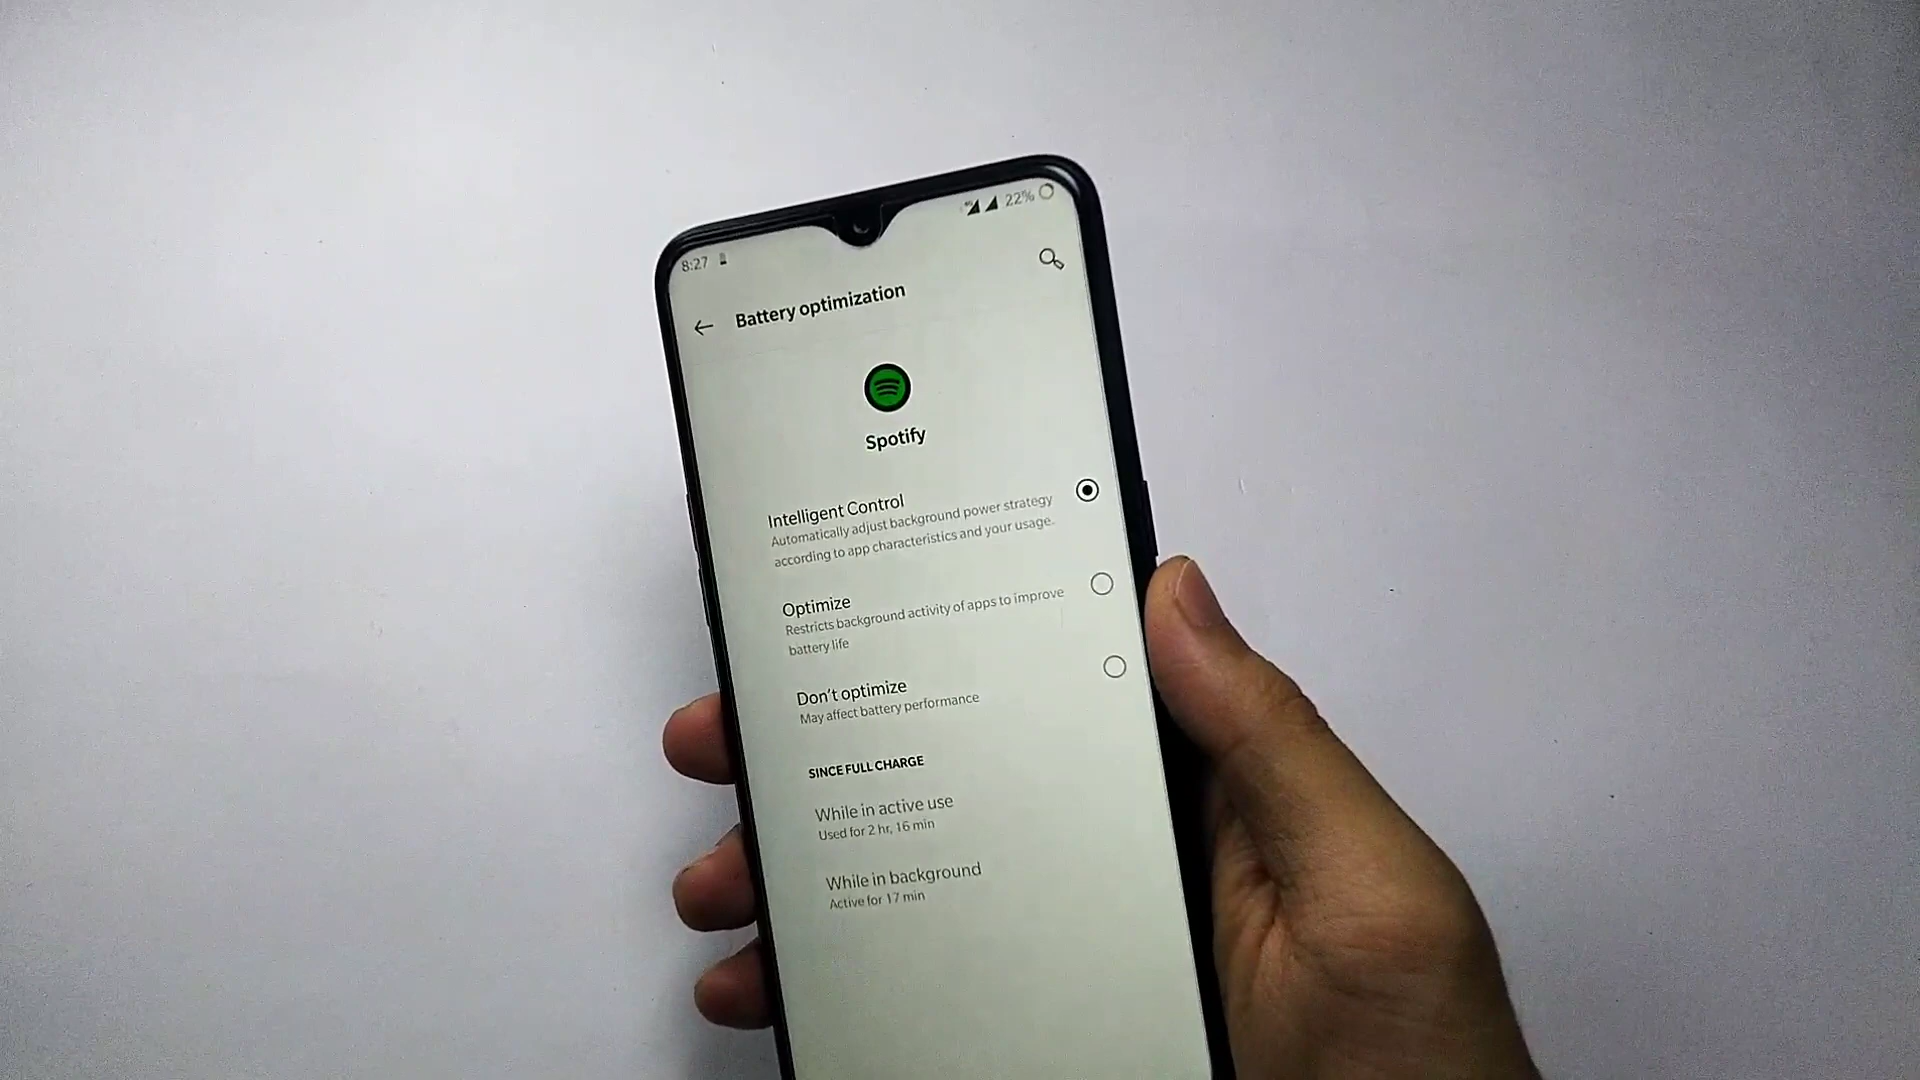 8:27
22%
Battery optimization
Spotify
Intelligent Control
Automatically adjust background power strategy
according to app characteristics and your usage.
Optimize
Restricts background activity of apps to improve
battery life
Don't optimize
May affect battery performance
SINCE FULL CHARGE
While in active use
Used for 2 hr, 16 min
While in background
Active for 17 min